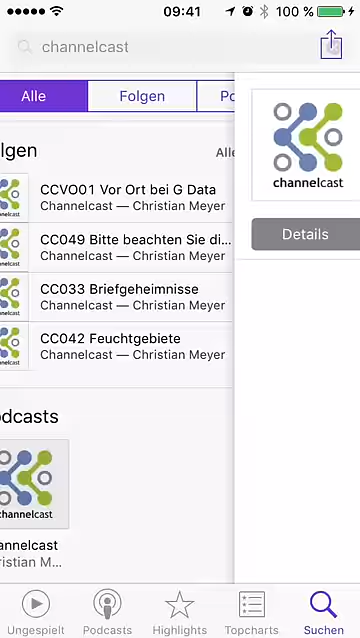 09:41
100 %
channelcast
Alle
Folgen
Po
lgen
Alle
CCVO01 Vor Ort bei G Data
Channelcast — Christian Meyer
CC049 Bitte beachten Sie di...
Channelcast — Christian Meyer
CC033 Briefgeheimnisse
Channelcast — Christian Meyer
CC042 Feuchtgebiete
Channelcast — Christian Meyer
odcasts
channelcast
annelcast
ristian M...
channelcast
Details
Ungespielt
Podcasts
Highlights
Topcharts
Suchen